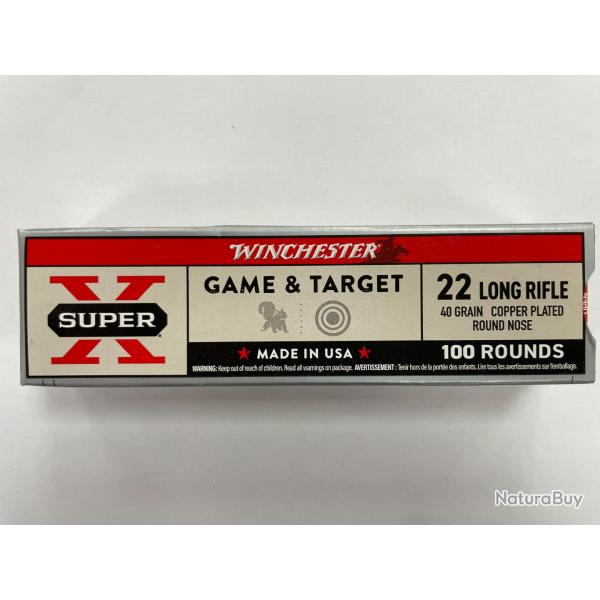 WINCHESTER
SUPER X
GAME & TARGET
★ MADE IN USA ★
WARNING: Keep out of reach of children. Read all warnings on package. AVERTISSEMENT : Tenir hors de la portée des enfants. Lire tous les avertissements sur l'emballage.
22 LONG RIFLE
40 GRAIN COPPER PLATED
ROUND NOSE
100 ROUNDS
NaturaBuy